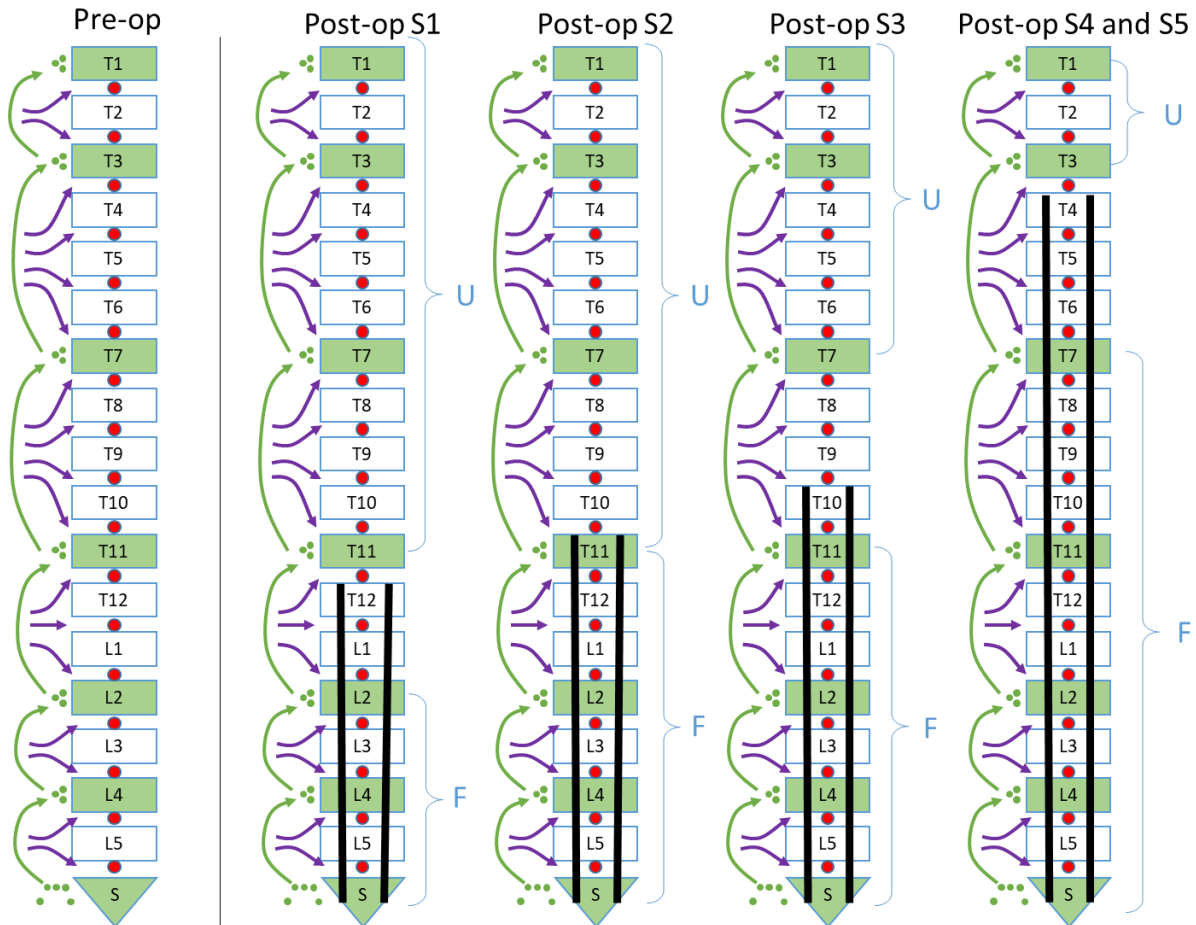 Pre-op Post-op S1 Post-op S2 Post-op S3 Post-op S4 and S5
T1 T1 T1 T1 T1
T2 T2 T2 T2 T2 U
T3 T3 T3 T3 T3
T4 T4 T4 T4 U T4
T5 T5 T5 T5 T5
T6 T6 U T6 U T6 T6
T7 T7 T7 T7 T7
T8 T8 T8 T8 T8
T9 T9 T9 T9 T9
T10 T10 T10 T10 T10
T11 T11 T11 T11 T11
T12 T12 T12 T12 T12
L1 L1 L1 L1 L1 F
L2 L2 L2 L2 L2
L3 L3 L3 F L3 F L3
L4 L4 F L4 L4 L4
L5 L5 L5 L5 L5
S S S S S